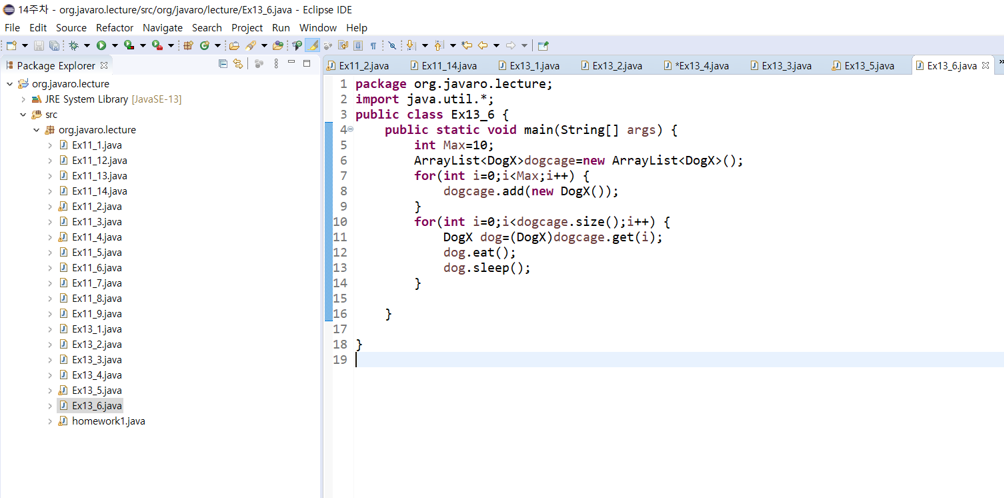 14주차 - org.javaro.lecture/src/org/javaro/lecture/Ex13_6.java - Eclipse IDE
File Edit Source Refactor Navigate Search Project Run Window Help
Package Explorer
org.javaro.lecture
JRE System Library [JavaSE-13]
src
org.javaro.lecture
Ex11_1.java
Ex11_12.java
Ex11_13.java
Ex11_14.java
Ex11_2.java
Ex11_3.java
Ex11_4.java
Ex11_5.java
Ex11_6.java
Ex11_7.java
Ex11_8.java
Ex11_9.java
Ex13_1.java
Ex13_2.java
Ex13_3.java
Ex13_4.java
Ex13_5.java
Ex13_6.java
homework1.java
Ex11_2.java Ex11_14.java Ex13_1.java Ex13_2.java *Ex13_4.java Ex13_3.java Ex13_5.java Ex13_6.java
1 package org.javaro.lecture;
2 import java.util.*;
3 public class Ex13_6 {
4 public static void main(String[] args) {
5 int Max=10;
6 ArrayList<DogX>dogcage=new ArrayList<DogX>();
7 for(int i=0;i<Max;i++) {
8 dogcage.add(new DogX());
9 }
10 for(int i=0;i<dogcage.size();i++) {
11 DogX dog=(DogX)dogcage.get(i);
12 dog.eat();
13 dog.sleep();
14 }
15
16 }
17
18 }
19